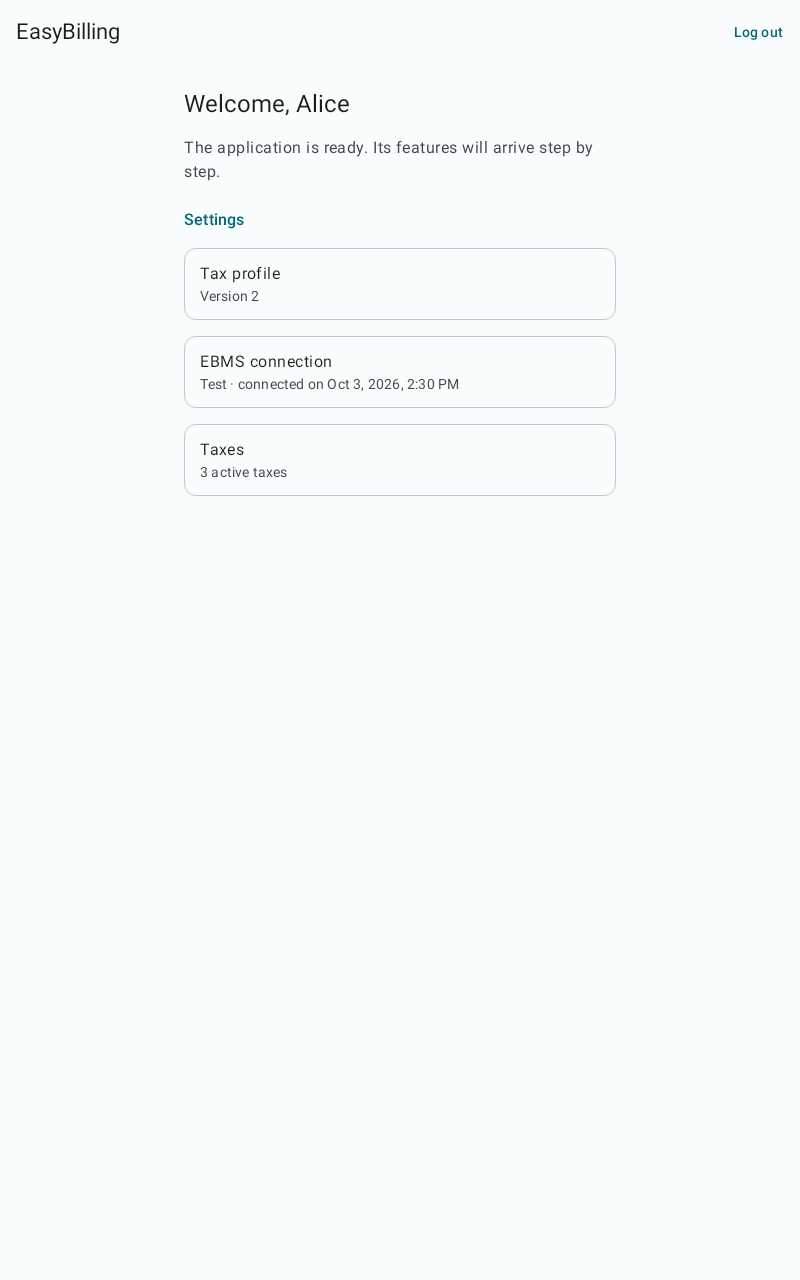 EasyBilling
Log out
Welcome, Alice
The application is ready. Its features will arrive step by
step.
Settings
Tax profile
Version 2
EBMS connection
Test · connected on Oct 3, 2026, 2:30 PM
Taxes
3 active taxes